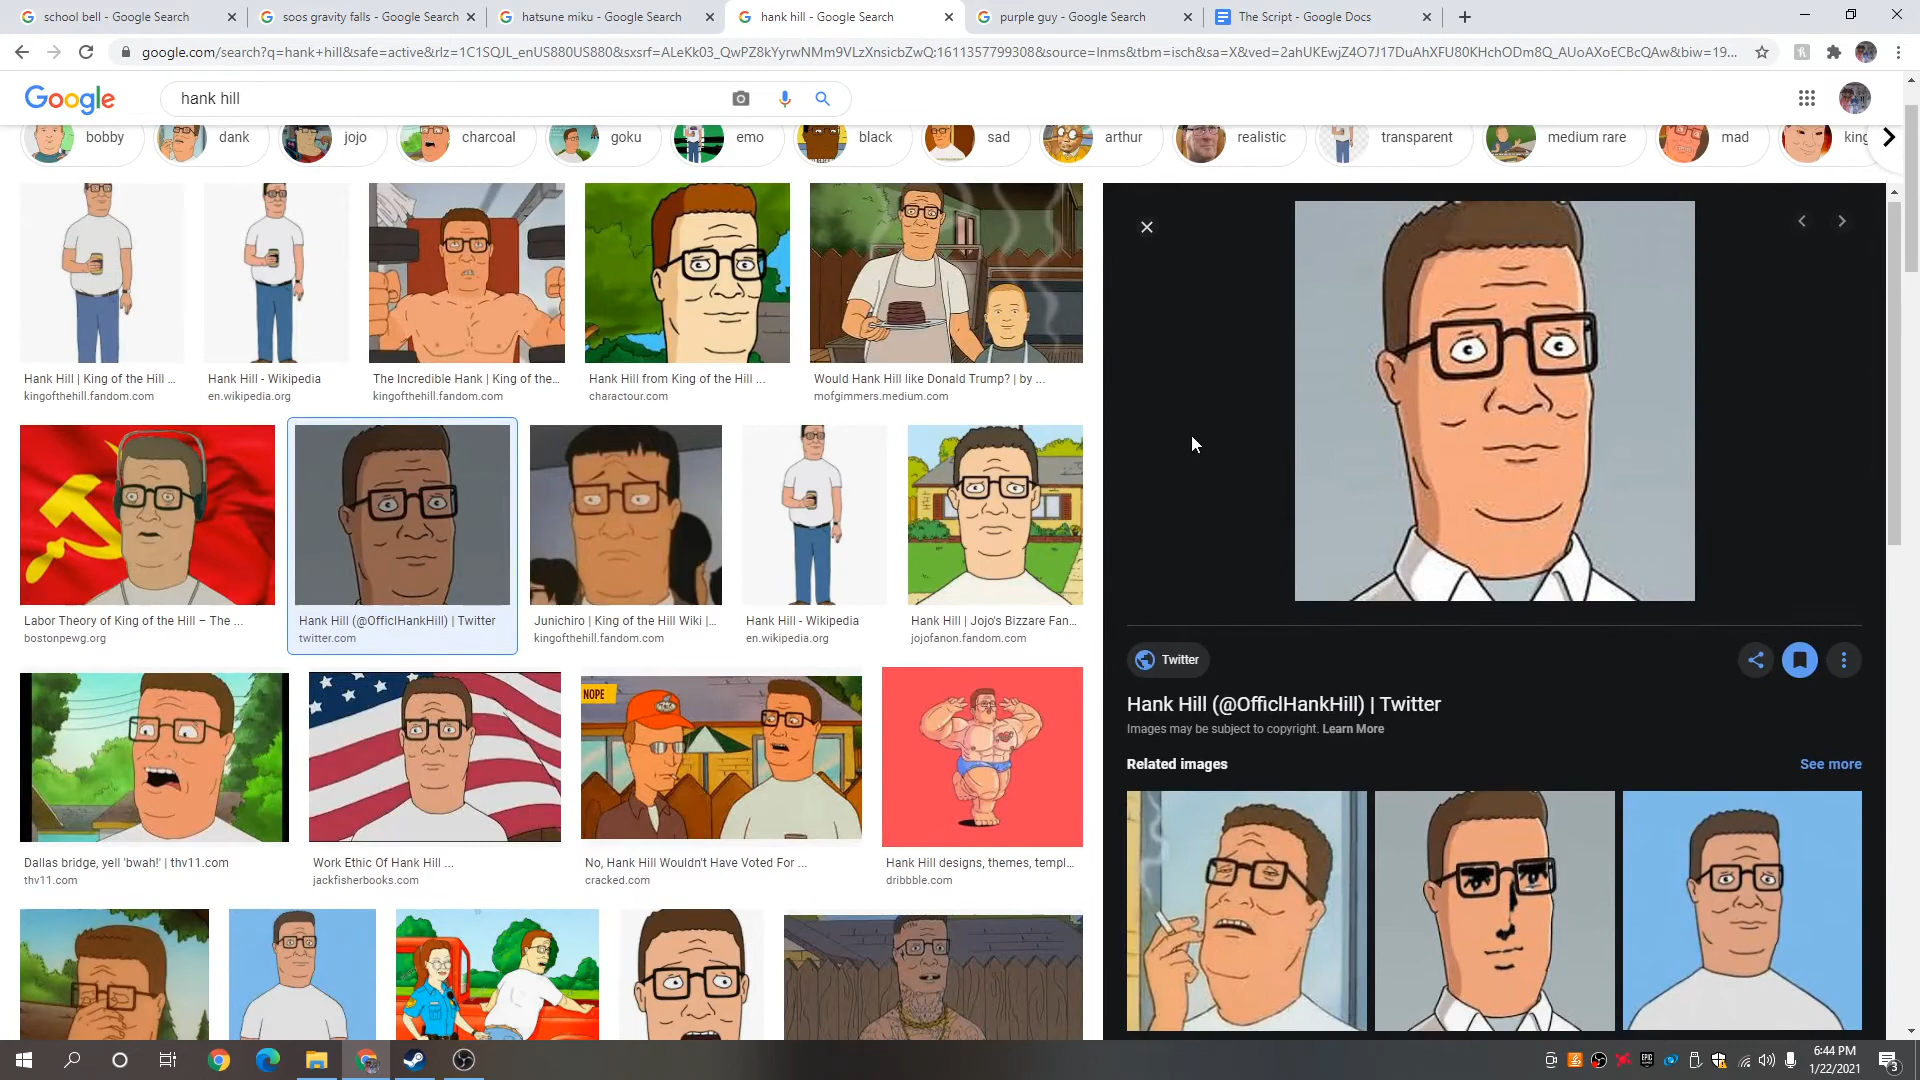 school bell - Google Search
soos gravity falls - Google Search
hatsune miku - Google Search
hank hill - Google Search
purple guy - Google Search
The Script - Google Docs
google.com/search?q=hank+hill&safe=active&rlz=1C1SQJL_enUS880US880&sxsrf=ALeKk03_QwPZ8kYyrwNMm9VLzXnsicbZwQ:1611357799308&source=lnms&tbm=isch&sa=X&ved=2ahUKEwjZ4O7J17DuAhXFU80KHchODm8Q_AUoAXoECBcQAw&biw=19...
Google
hank hill
bobby
dank
jojo
charcoal
goku
emo
black
sad
arthur
realistic
transparent
medium rare
mad
king
Hank Hill | King of the Hill ...
kingofthehill.fandom.com
Hank Hill - Wikipedia
en.wikipedia.org
The Incredible Hank | King of the...
kingofthehill.fandom.com
Hank Hill from King of the Hill ...
charactour.com
Would Hank Hill like Donald Trump? | by ...
mofgimmers.medium.com
Labor Theory of King of the Hill – The ...
bostonpewg.org
Hank Hill (@OfficlHankHill) | Twitter
twitter.com
Junichiro | King of the Hill Wiki |...
kingofthehill.fandom.com
Hank Hill - Wikipedia
en.wikipedia.org
Hank Hill | Jojo's Bizzare Fan...
jojofanon.fandom.com
NOPE
Dallas bridge, yell 'bwah!' | thv11.com
thv11.com
Work Ethic Of Hank Hill ...
jackfisherbooks.com
No, Hank Hill Wouldn't Have Voted For ...
cracked.com
Hank Hill designs, themes, templ...
dribbble.com
Twitter
Hank Hill (@OfficlHankHill) | Twitter
Images may be subject to copyright. Learn More
Related images
See more
6:44 PM
1/22/2021
3